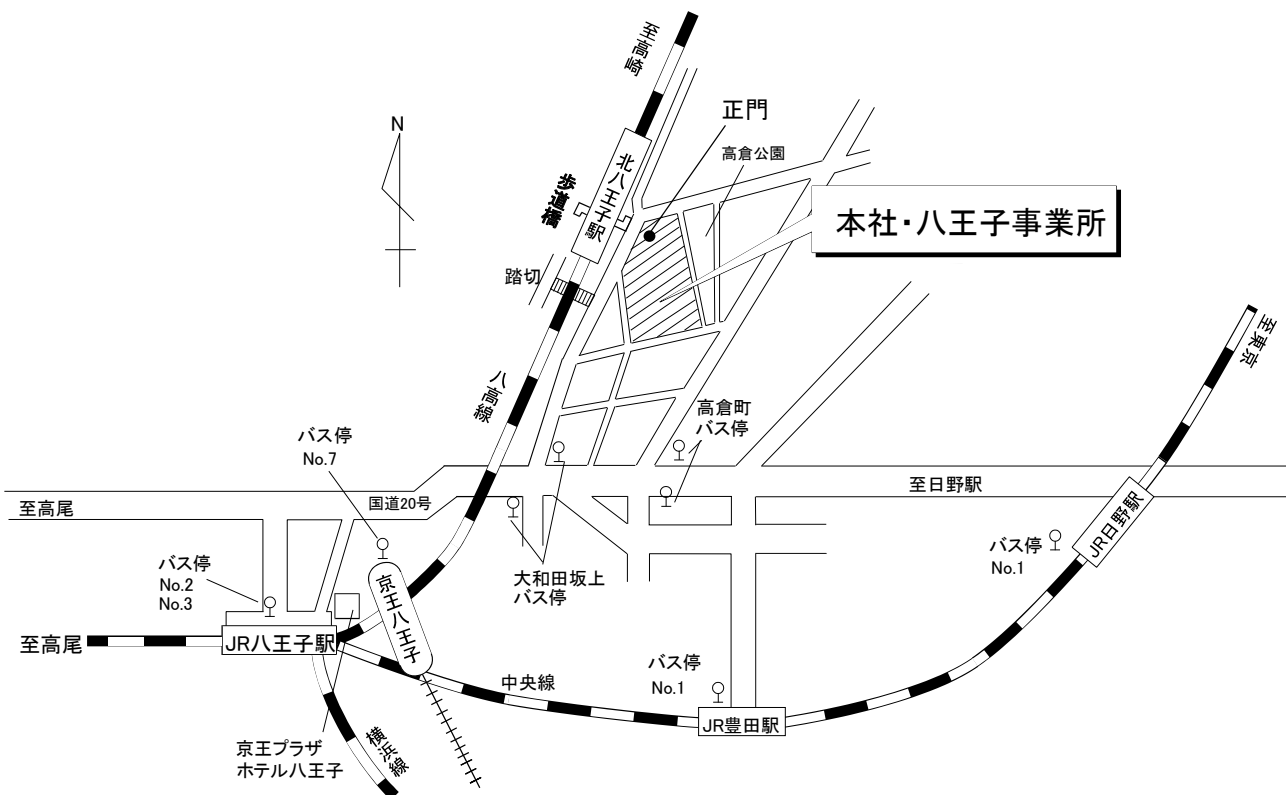 至高崎
N
正門
高倉公園
北八王子駅
歩道橋
本社・八王子事業所
踏切
至東京
八高線
高倉町
バス停
バス停
No.7
至日野駅
国道20号
至高尾
JR日野駅
バス停
No.1
バス停
No.2
No.3
大和田坂上
バス停
京王八王子
至高尾
JR八王子駅
バス停
No.1
中央線
JR豊田駅
京王プラザ
ホテル八王子
横浜線